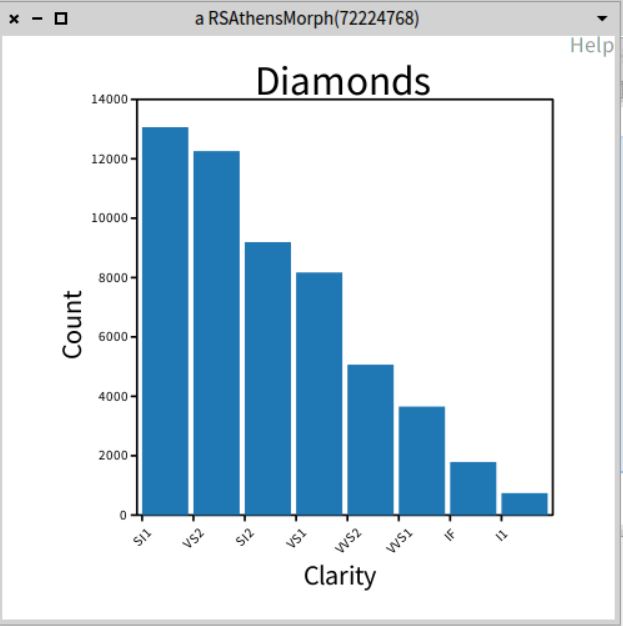 a RSAthensMorph(72224768)
Help
Diamonds
14000
12000
10000
8000
6000
4000
2000
0
Count
SI1 VS2 SI2 VS1 VVS2 VVS1 IF I1
Clarity